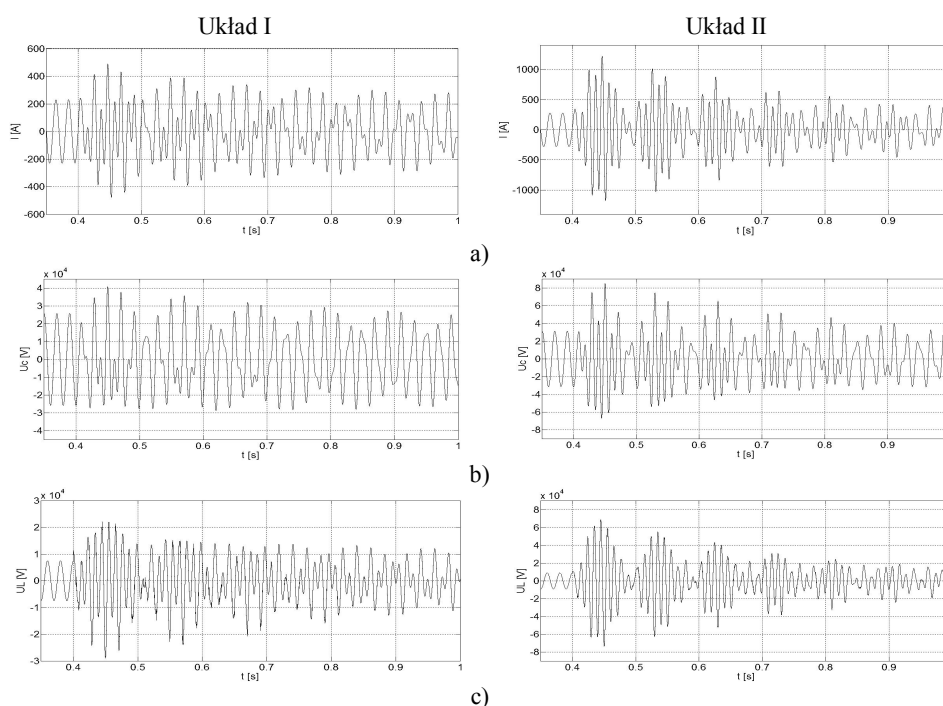 Układ I
Układ II
600
400
200
0
-200
-400
-600
I [A]
0.4 0.5 0.6 0.7 0.8 0.9 1
t [s]
1000
500
0
-500
-1000
I [A]
0.4 0.5 0.6 0.7 0.8 0.9
t [s]
a)
x 10^4
4
3
2
1
0
-1
-2
-3
-4
Uc [V]
0.4 0.5 0.6 0.7 0.8 0.9 1
t [s]
x 10^4
8
6
4
2
0
-2
-4
-6
-8
Uc [V]
0.4 0.5 0.6 0.7 0.8 0.9
t [s]
b)
x 10^4
3
2
1
0
-1
-2
-3
UL [V]
0.4 0.5 0.6 0.7 0.8 0.9 1
t [s]
x 10^4
8
6
4
2
0
-2
-4
-6
-8
UL [V]
0.4 0.5 0.6 0.7 0.8 0.9
t [s]
c)